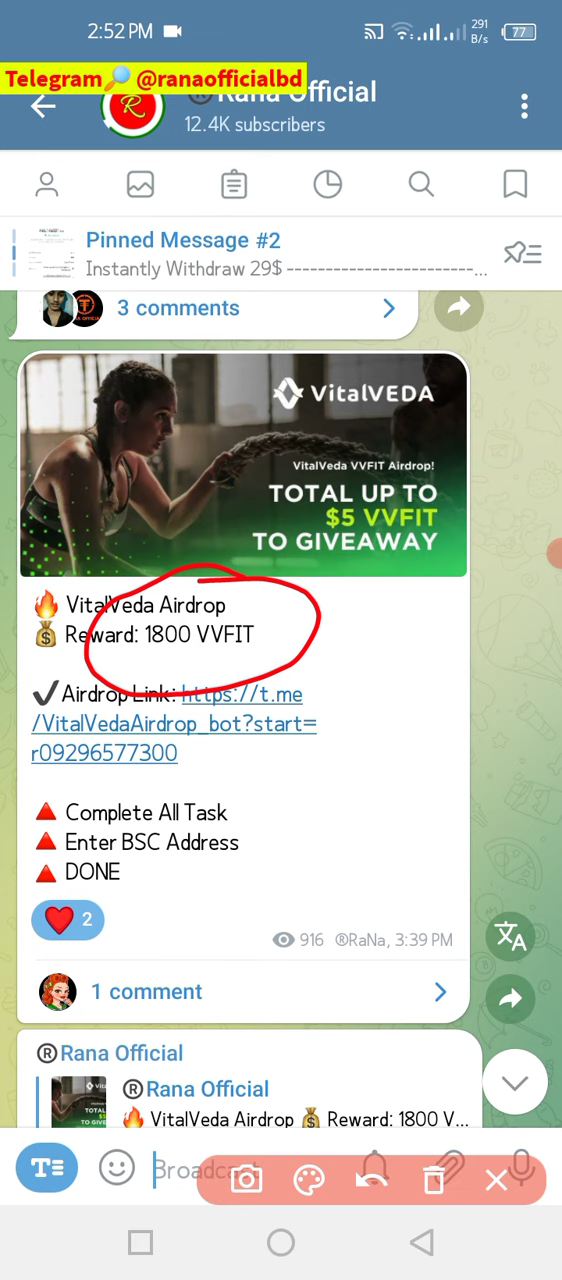 2:52 PM
291
B/s
77
Telegram🔎 @ranaofficialbd
® Rana Official
12.4K subscribers
Pinned Message #2
Instantly Withdraw 29$ -----------------------...
3 comments
VitalVEDA
VitalVeda VVFIT Airdrop!
TOTAL UP TO
$5 VVFIT
TO GIVEAWAY
🔥 VitalVeda Airdrop
💰 Reward: 1800 VVFIT
✔️Airdrop Link: https://t.me
/VitalVedaAirdrop_bot?start=
r09296577300
🔺 Complete All Task
🔺 Enter BSC Address
🔺 DONE
❤️ 2
916 ®RaNa, 3:39 PM
1 comment
®Rana Official
®Rana Official
🔥 VitalVeda Airdrop 💰 Reward: 1800 V...
T
Broadcast